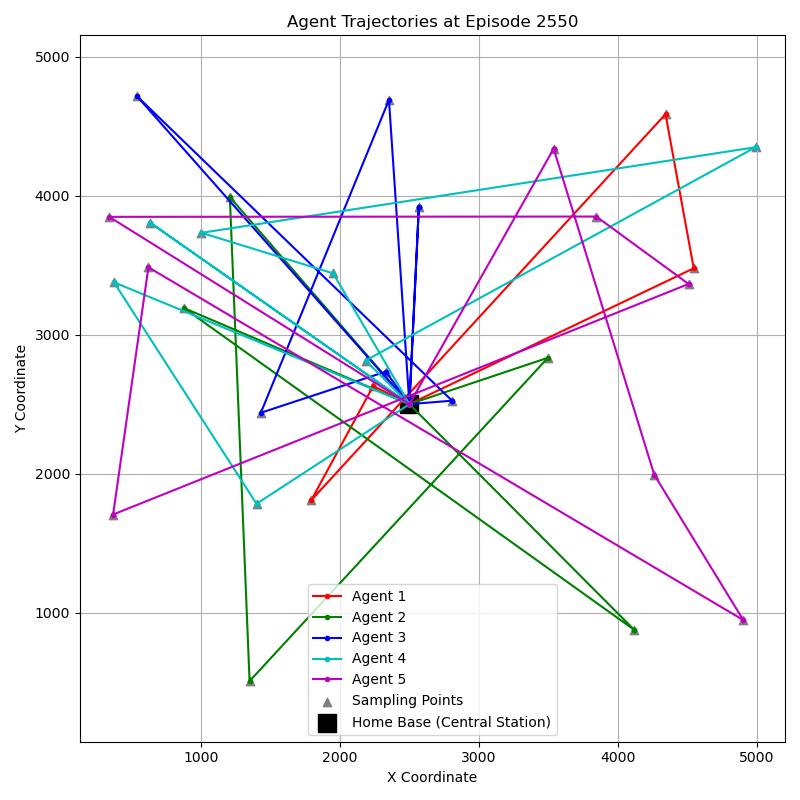 Agent Trajectories at Episode 2550
Y Coordinate
5000
4000
3000
2000
1000
Agent 1
Agent 2
Agent 3
Agent 4
Agent 5
Sampling Points
Home Base (Central Station)
1000 2000 3000 4000 5000
X Coordinate